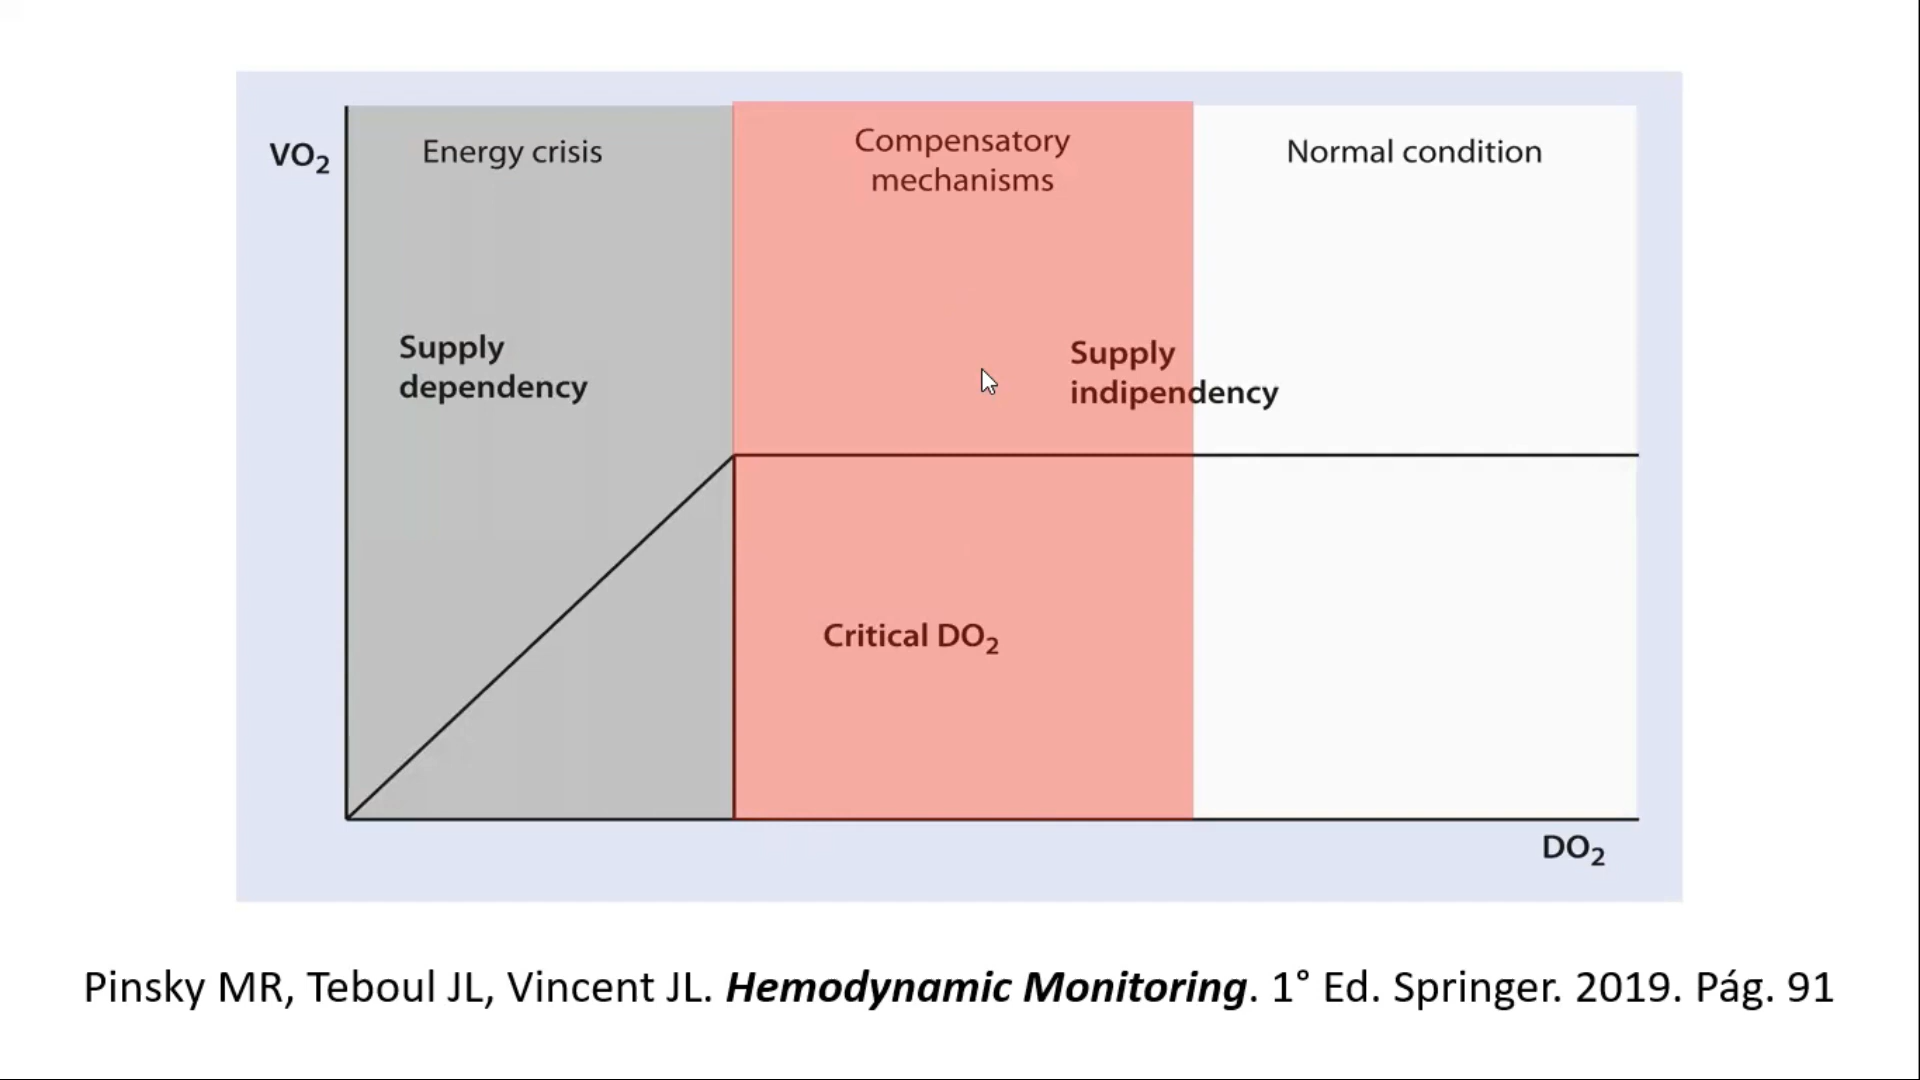 VO2
Energy crisis
Compensatory
mechanisms
Normal condition
Supply
dependency
Supply
indipendency
Critical DO2
DO2
Pinsky MR, Teboul JL, Vincent JL. Hemodynamic Monitoring. 1° Ed. Springer. 2019. Pág. 91